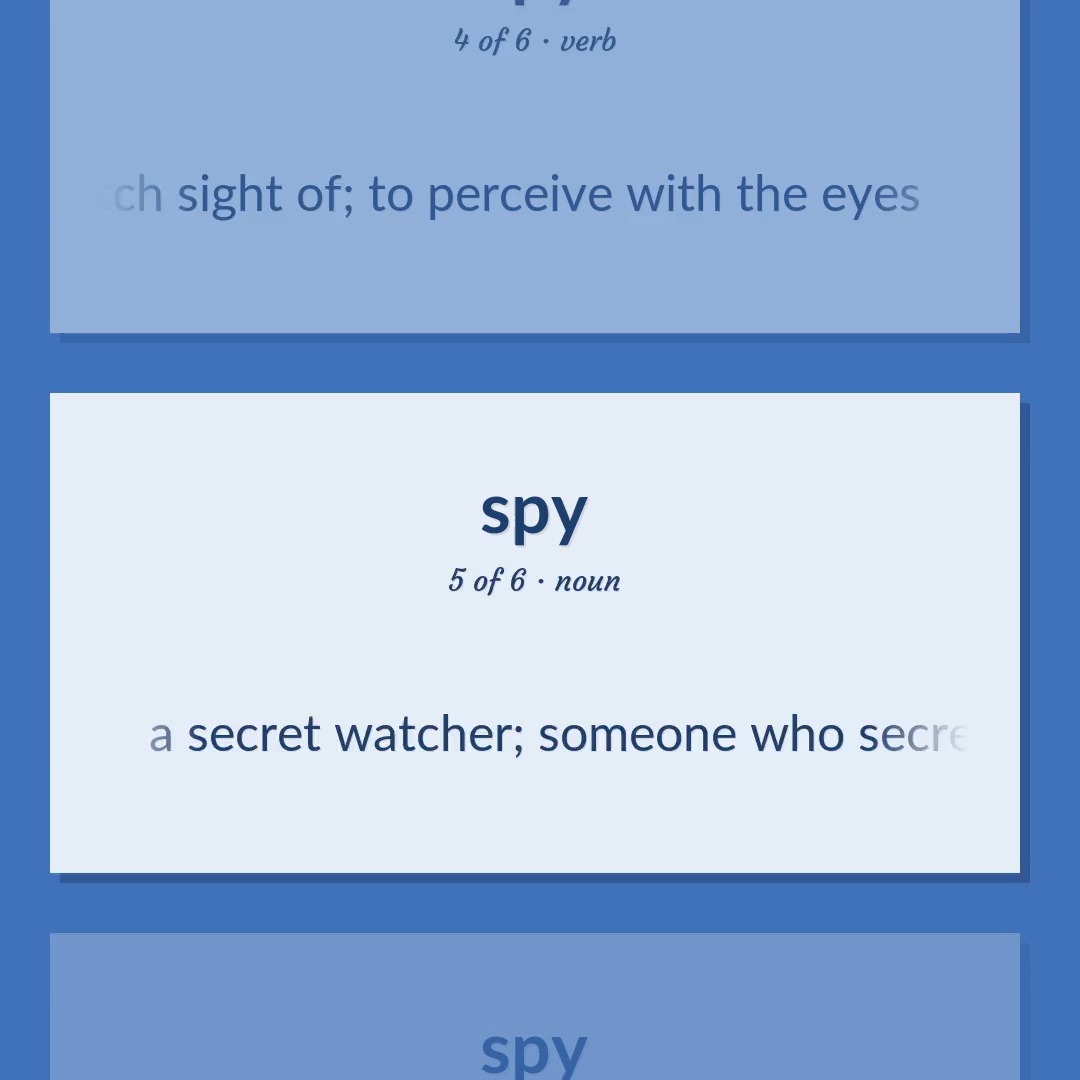 4 of 6 · verb
sight of; to perceive with the eyes
spy
5 of 6 · noun
a secret watcher; someone who secre
spy